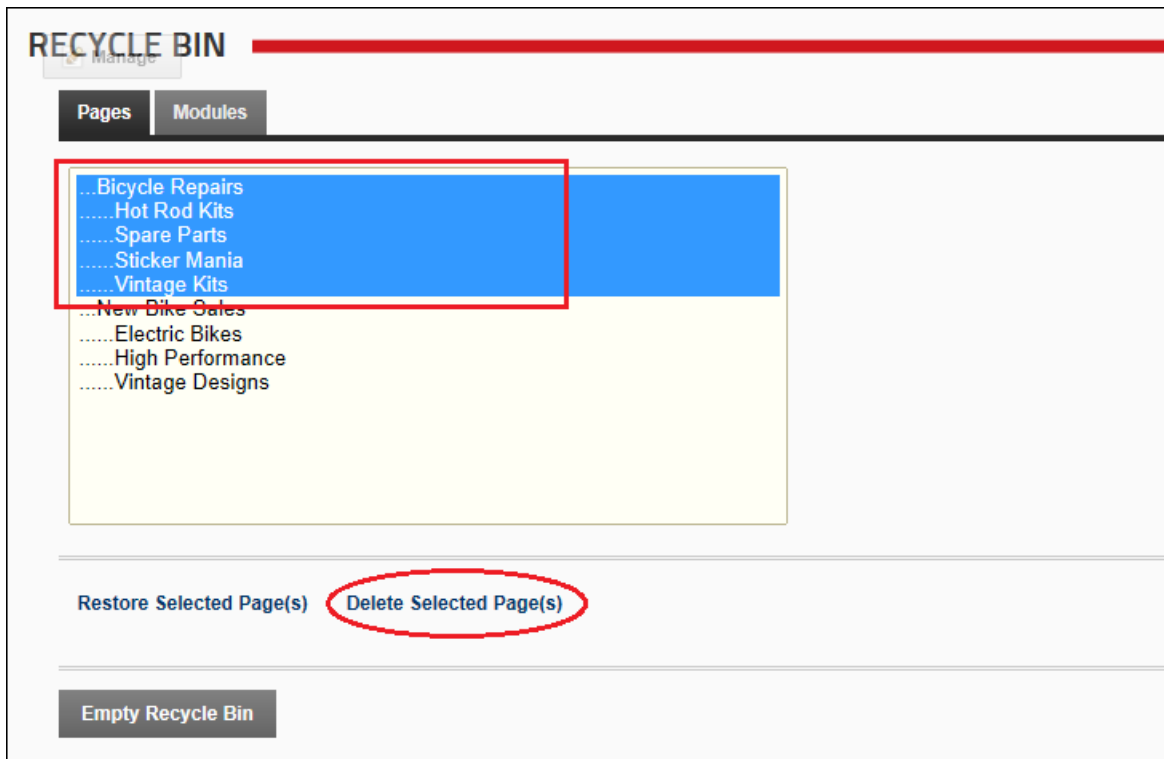 RECYCLE BIN
Manage
Pages Modules
...Bicycle Repairs
......Hot Rod Kits
......Spare Parts
......Sticker Mania
......Vintage Kits
...New Bike Sales
......Electric Bikes
......High Performance
......Vintage Designs
Restore Selected Page(s) Delete Selected Page(s)
Empty Recycle Bin